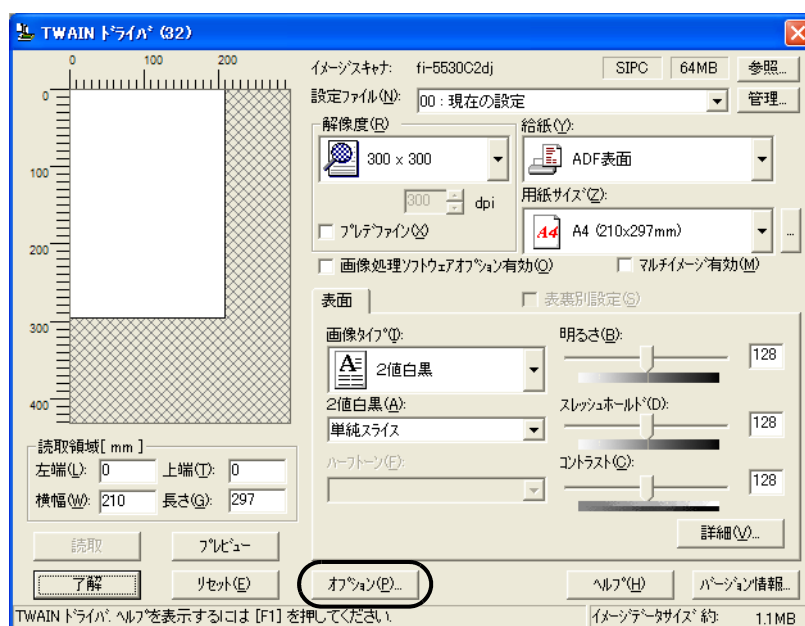 TWAIN ﾄﾞﾗｲﾊﾞ (32)
0 100 200
0
100
200
300
400
ｲﾒｰｼﾞｽｷｬﾅ: fi-5530C2dj SIPC 64MB 参照...
設定ﾌｧｲﾙ(N): 00 : 現在の設定 管理...
解像度(R)
300 x 300
300 dpi
ﾌﾟﾚﾃﾞﾌｧｲﾝ(X)
給紙(Y):
ADF表面
用紙ｻｲｽﾞ(Z):
A4 A4 (210x297mm) ...
画像処理ｿﾌﾄｳｪｱｵﾌﾟｼｮﾝ有効(O) ﾏﾙﾁｲﾒｰｼﾞ有効(M)
表面 表裏別設定(S)
画像ﾀｲﾌﾟ(I):
A 2値白黒
2値白黒(A):
単純ｽﾗｲｽ
ﾊｰﾌﾄｰﾝ(F):
明るさ(B):
128
ｽﾚｯｼｭﾎｰﾙﾄﾞ(D):
128
ｺﾝﾄﾗｽﾄ(C):
128
詳細(V)...
読取領域[ mm ]
左端(L): 0 上端(T): 0
横幅(W): 210 長さ(G): 297
読取 ﾌﾟﾚﾋﾞｭｰ
了解 ﾘｾｯﾄ(E) ｵﾌﾟｼｮﾝ(P)... ﾍﾙﾌﾟ(H) ﾊﾞｰｼﾞｮﾝ情報...
TWAIN ﾄﾞﾗｲﾊﾞ. ﾍﾙﾌﾟを表示するには [F1] を押してください. ｲﾒｰｼﾞﾃﾞｰﾀｻｲｽﾞ 約: 1.1MB